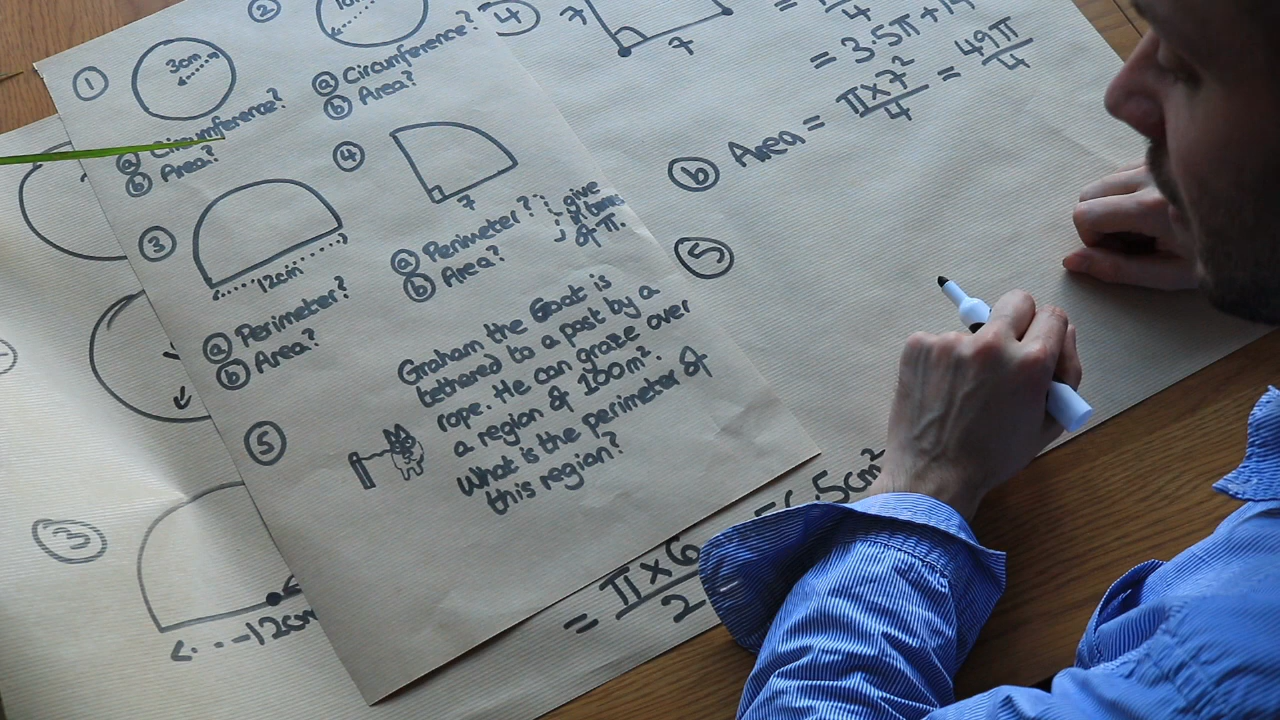 ①
3cm
ⓐ Circumference?
ⓑ Area?
②
ⓐ Circumference?
ⓑ Area?
③
12cm
ⓐ Perimeter?
ⓑ Area?
④
7
ⓐ Perimeter?
ⓑ Area?
give
in terms
of π.
⑤
Graham the Goat is
tethered to a post by a
rope. He can graze over
a region of 100m².
What is the perimeter of
this region?
④
7
7
= 3.5π+14
ⓑ Area = π×7²/4 = 49π/4
⑤
③
12cm
= π×6
2
.5cm²